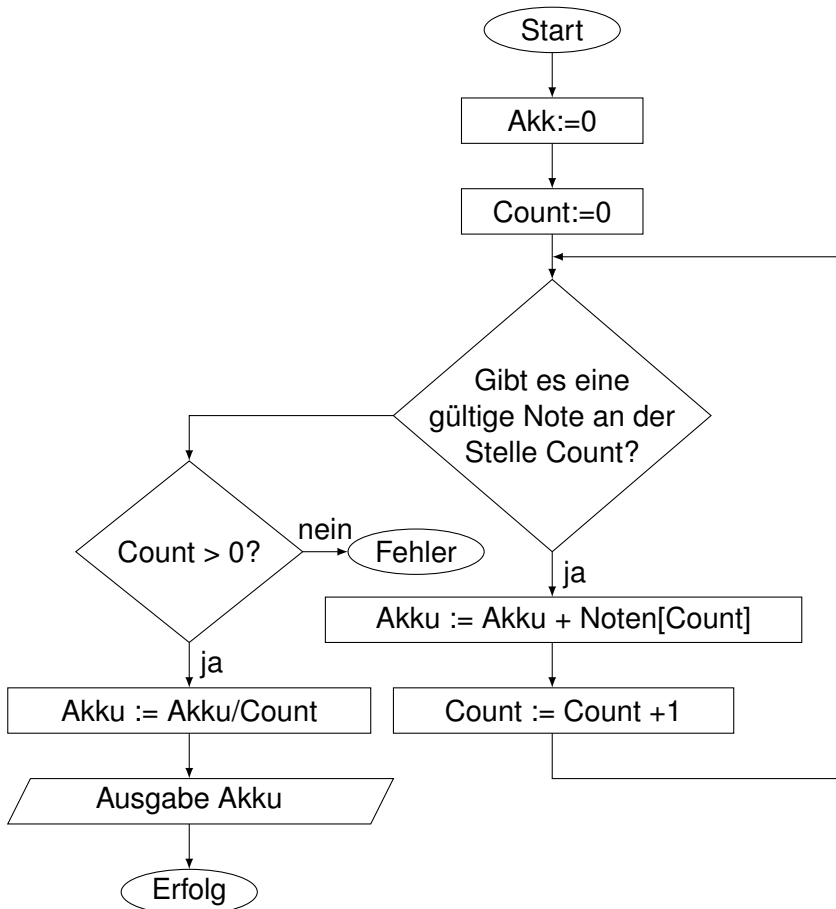 Start
Akk:=0
Count:=0
Gibt es eine
gültige Note an der
Stelle Count?
Count > 0?
nein
Fehler
ja
Akku := Akku + Noten[Count]
ja
Akku := Akku/Count
Count := Count +1
Ausgabe Akku
Erfolg